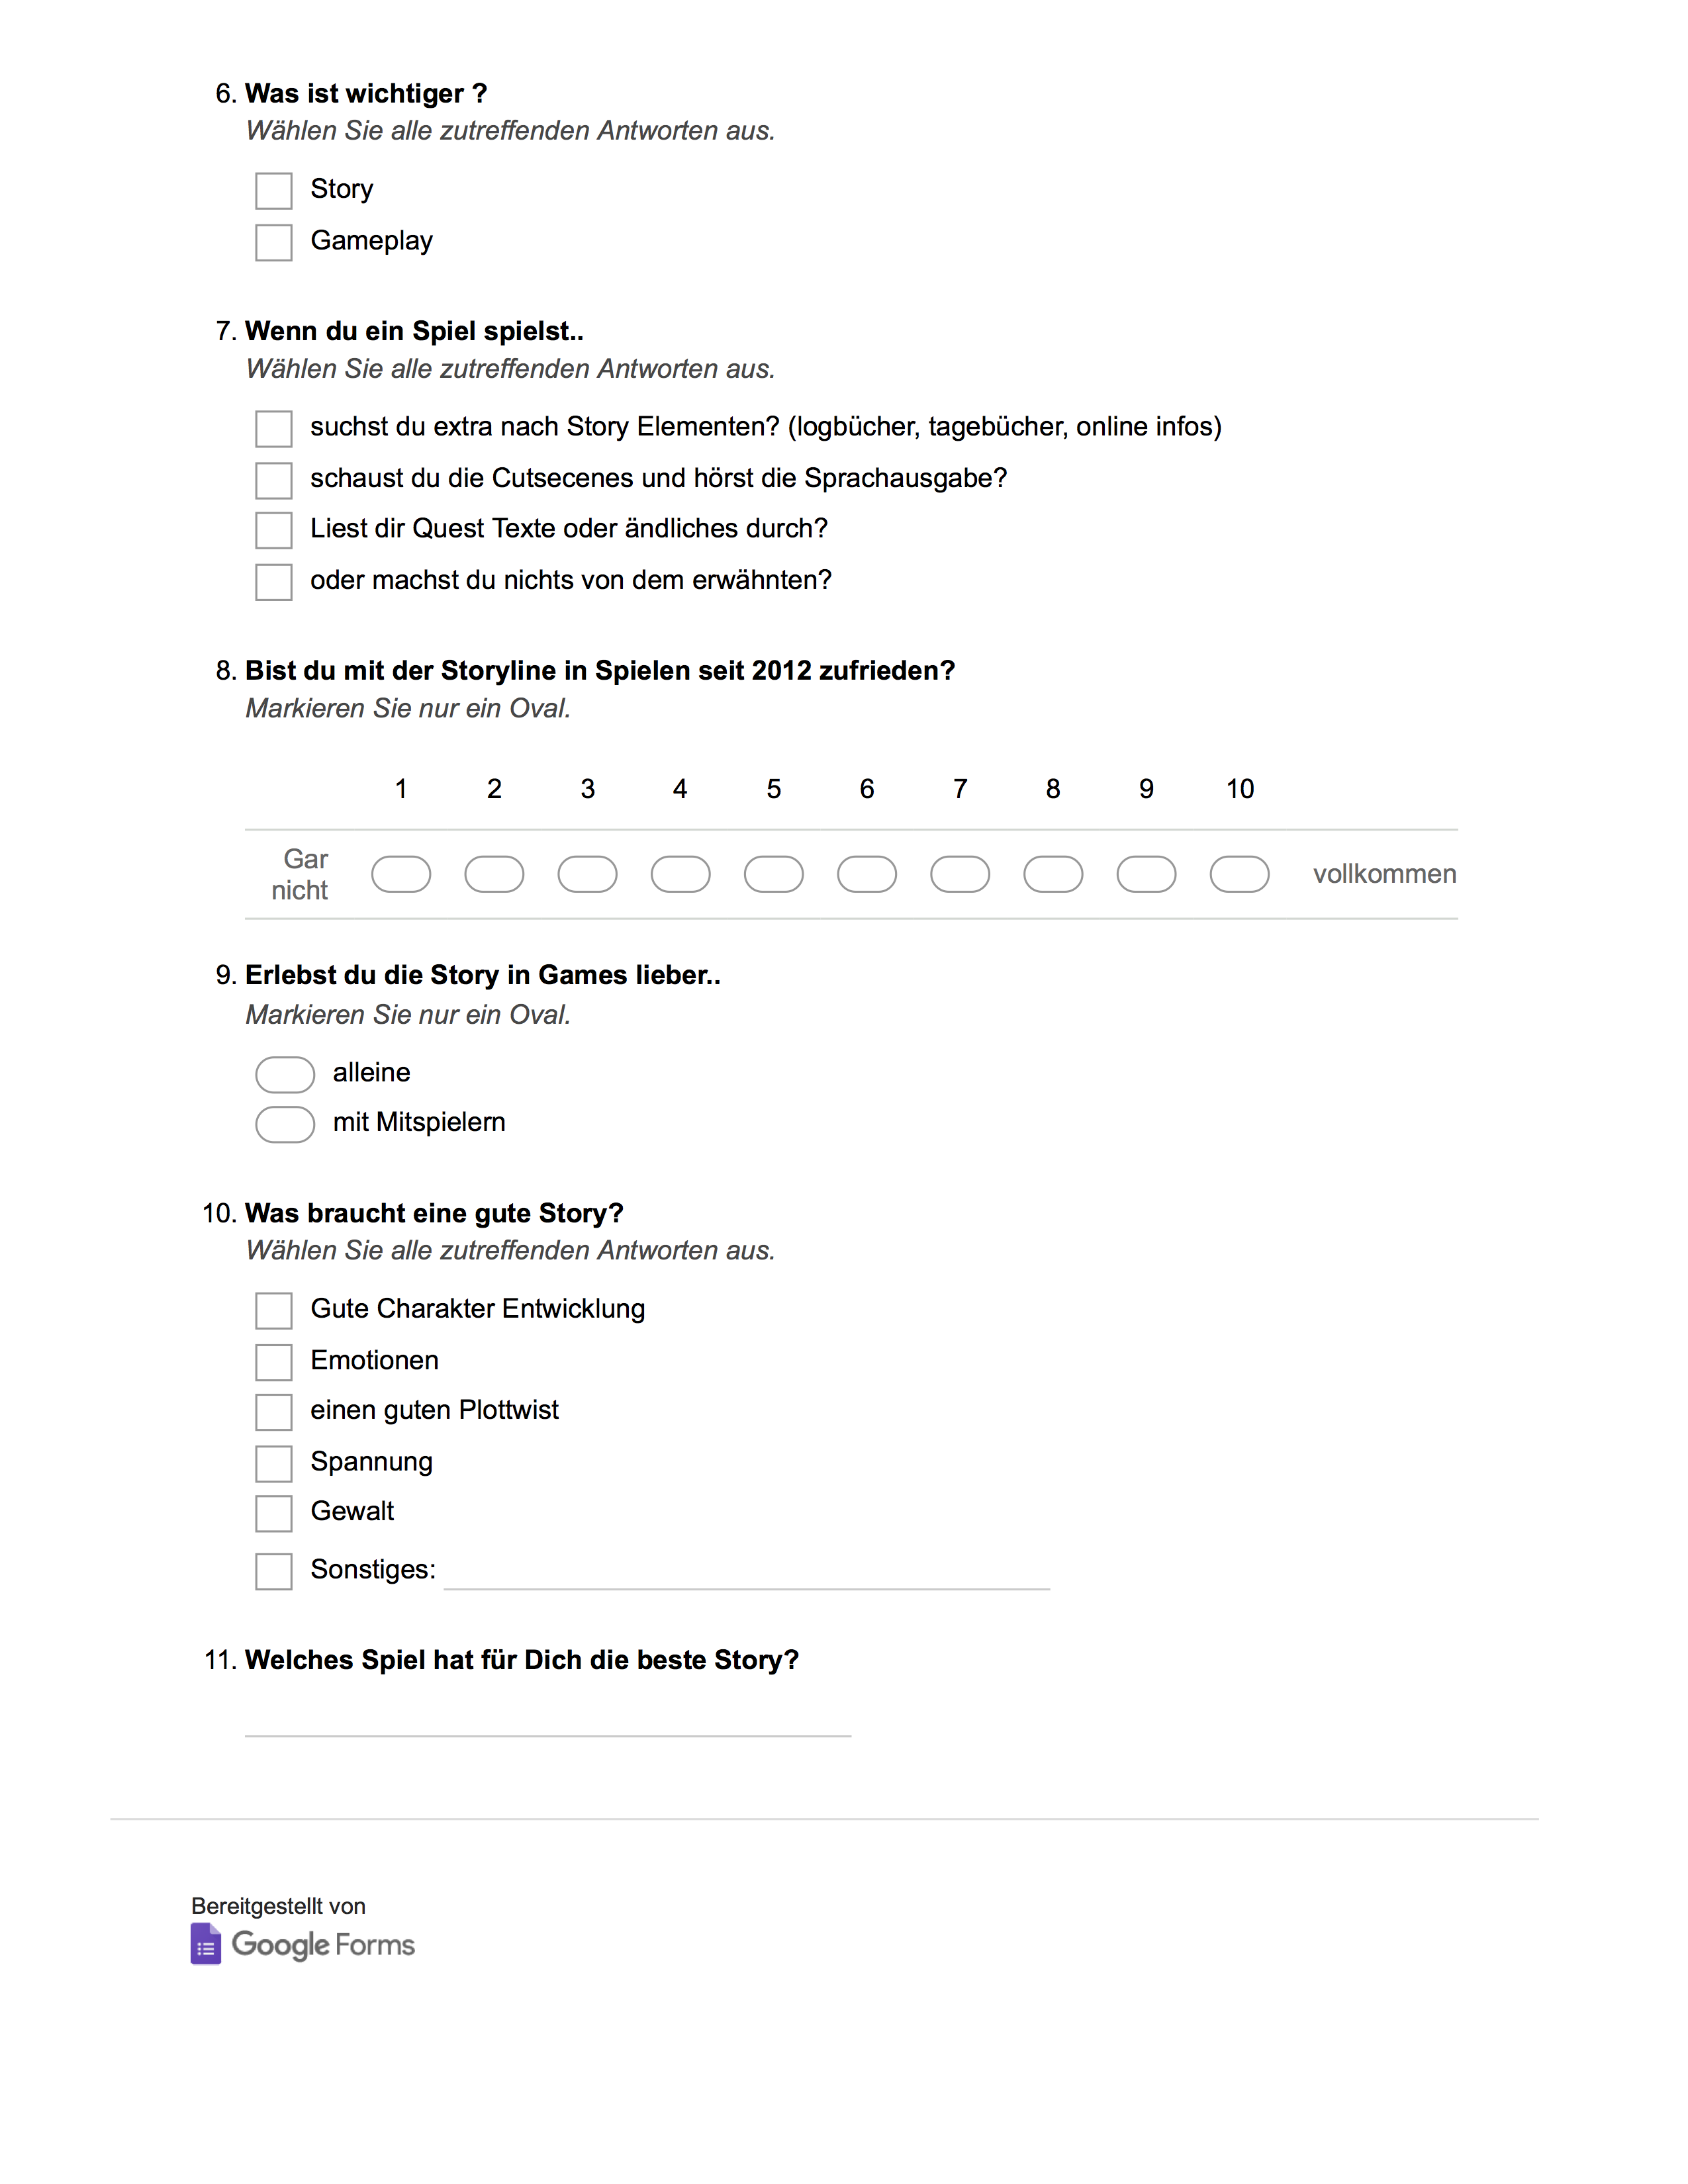 6. Was ist wichtiger ?
Wählen Sie alle zutreffenden Antworten aus.
Story
Gameplay
7. Wenn du ein Spiel spielst..
Wählen Sie alle zutreffenden Antworten aus.
suchst du extra nach Story Elementen? (logbücher, tagebücher, online infos)
schaust du die Cutsecenes und hörst die Sprachausgabe?
Liest dir Quest Texte oder ändliches durch?
oder machst du nichts von dem erwähnten?
8. Bist du mit der Storyline in Spielen seit 2012 zufrieden?
Markieren Sie nur ein Oval.
1 2 3 4 5 6 7 8 9 10
Gar
nicht
vollkommen
9. Erlebst du die Story in Games lieber..
Markieren Sie nur ein Oval.
alleine
mit Mitspielern
10. Was braucht eine gute Story?
Wählen Sie alle zutreffenden Antworten aus.
Gute Charakter Entwicklung
Emotionen
einen guten Plottwist
Spannung
Gewalt
Sonstiges:
11. Welches Spiel hat für Dich die beste Story?
Bereitgestellt von
Google Forms